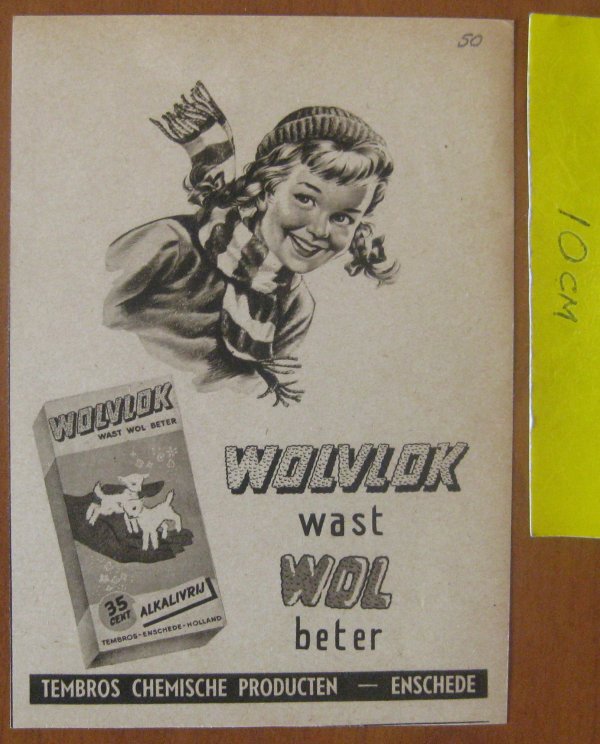 50
10 CM
WOLVLOK
WAST WOL BETER
35
CENT
ALKALIVRIJ
TEMBROS-ENSCHEDE-HOLLAND
WOLVLOK
wast
WOL
beter
TEMBROS CHEMISCHE PRODUCTEN — ENSCHEDE